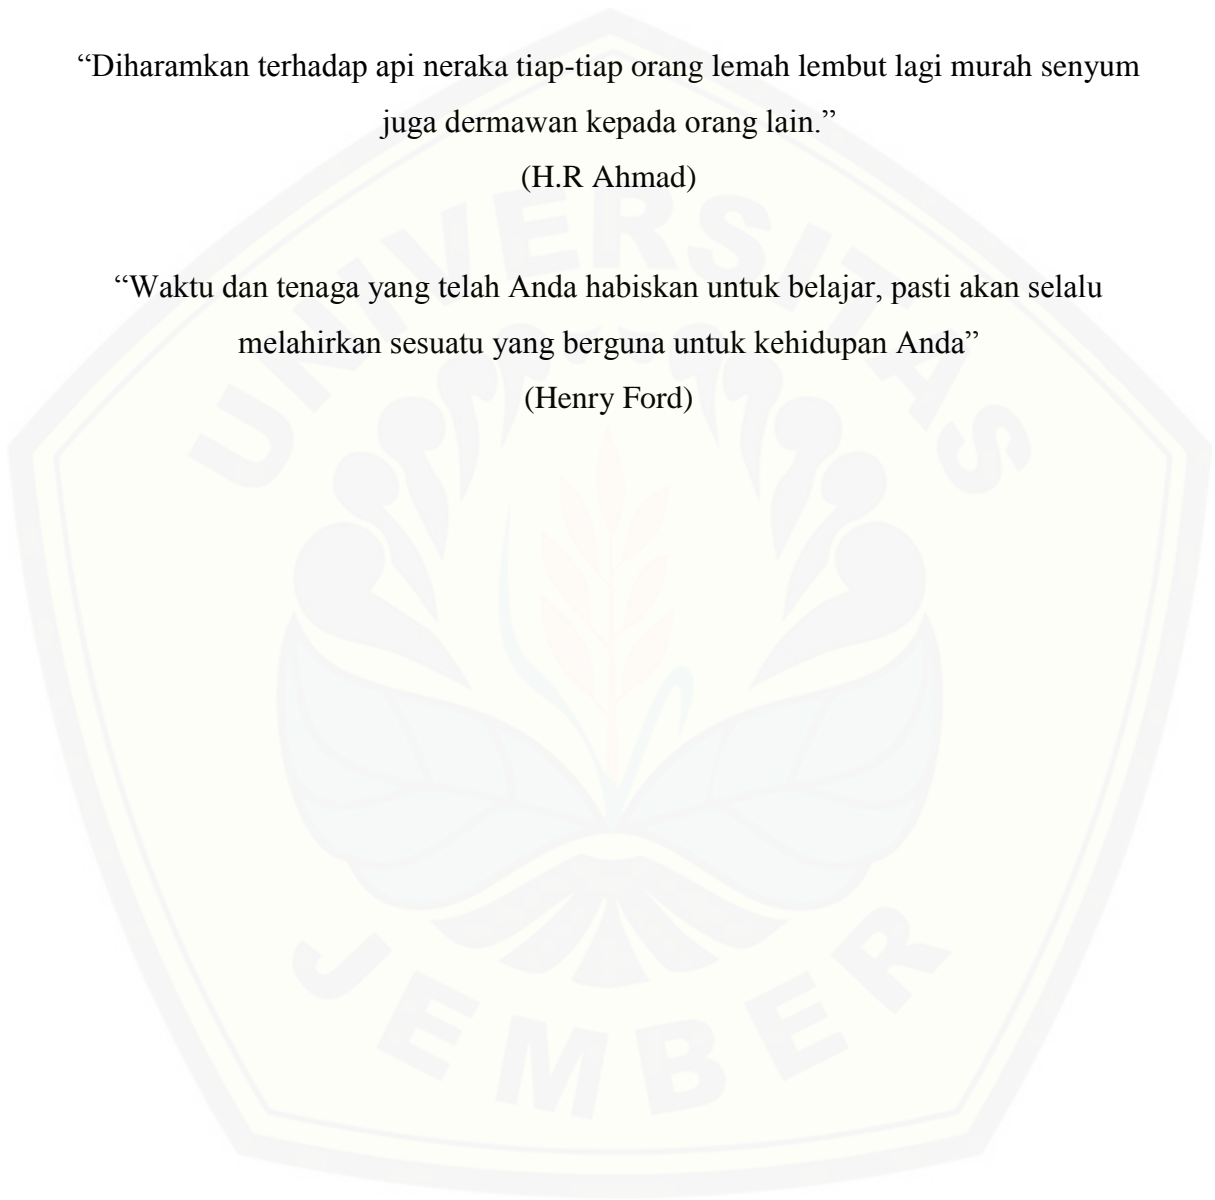 “Diharamkan terhadap api neraka tiap-tiap orang lemah lembut lagi murah senyum
juga dermawan kepada orang lain.”
(H.R Ahmad)
“Waktu dan tenaga yang telah Anda habiskan untuk belajar, pasti akan selalu
melahirkan sesuatu yang berguna untuk kehidupan Anda”
(Henry Ford)
UNIVERSITAS
JEMBER